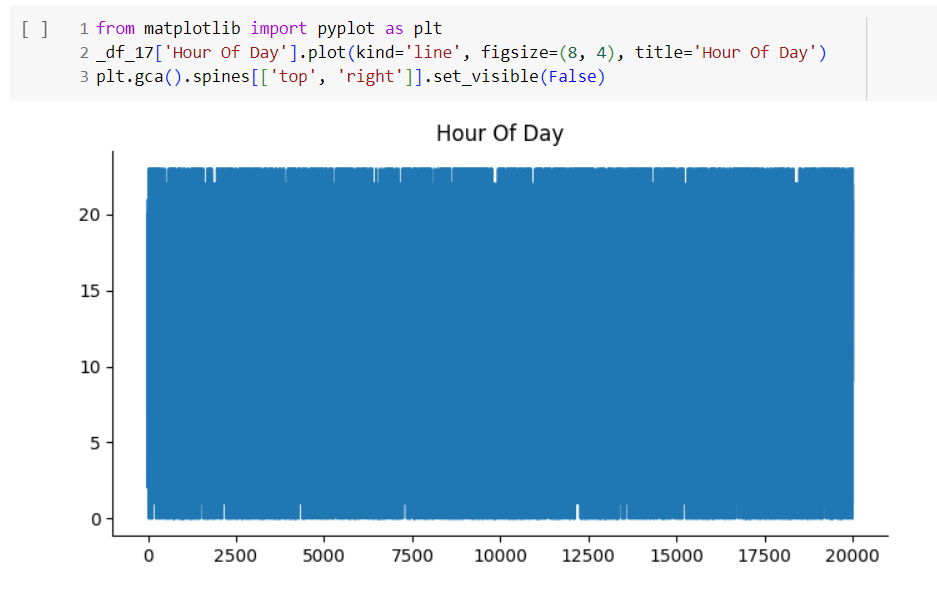 [ ]
1 from matplotlib import pyplot as plt
2 _df_17['Hour Of Day'].plot(kind='line', figsize=(8, 4), title='Hour Of Day')
3 plt.gca().spines[['top', 'right']].set_visible(False)
Hour Of Day
20
15
10
5
0
0 2500 5000 7500 10000 12500 15000 17500 20000